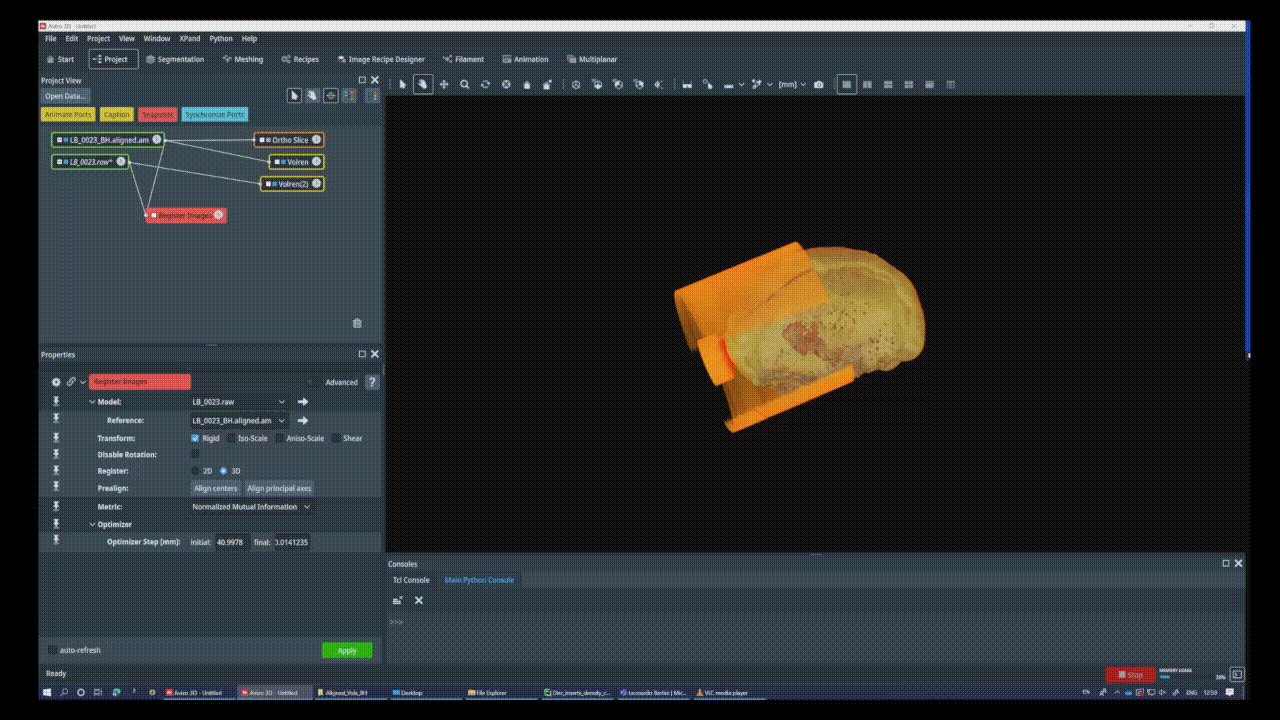 Avizo 3D - Untitled
File Edit Project View Window XPand Python Help
Start Project Segmentation Meshing Recipes Image Recipe Designer Filament Animation Multiplanar
Project View
Open Data...
[mm]
Animate Ports Caption Snapshot Synchronize Ports
LB_0023_BH.aligned.am Ortho Slice
LB_0023.raw* Volren
Volren(2)
Register Images
Properties
Register Images Advanced ?
Model: LB_0023.raw
Reference: LB_0023_BH.aligned.am
Transform: Rigid Iso-Scale Aniso-Scale Shear
Disable Rotation:
Register: 2D 3D
Prealign: Align centers Align principal axes
Metric: Normalized Mutual Information
Optimizer
Optimizer Step [mm]: initial: 40.9978 final: 0.0141235
Consoles
Tcl Console Main Python Console
>>>
auto-refresh Apply
Ready Stop MEMORY USAGE
Avizo 3D - Untitled Avizo 3D - Untitled Aligned_Vols_BH Desktop File Explorer Disc_inserts_density_c... Leonardo Bertini | Mic... VLC media player EN ENG 12:59